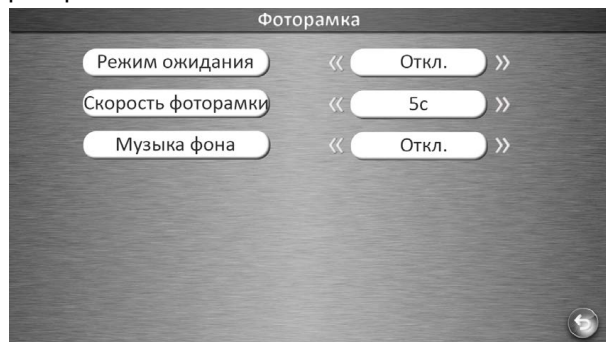 Фоторамка
Режим ожидания « Откл. »
Скорость фоторамки « 5с »
Музыка фона « Откл. »